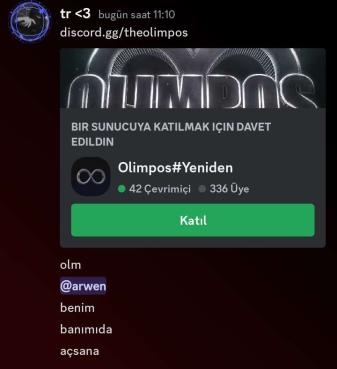 tr <3 bugün saat 11:10
discord.gg/theolimpos
OLIMPOS
BIR SUNUCUYA KATILMAK IÇIN DAVET
EDILDIN
Olimpos#Yeniden
42 Çevrimiçi 336 Üye
Katıl
olm
@arwen
benim
banımıda
açsana